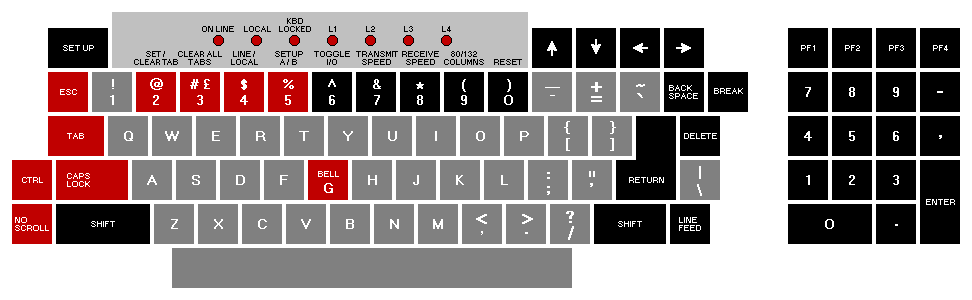 KBD
ON LINE LOCAL LOCKED L1 L2 L3 L4
SET UP
SET / CLEAR ALL LINE / SETUP TOGGLE TRANSMIT RECEIVE 80/132
CLEAR TAB TABS LOCAL A / B I/O SPEED SPEED COLUMNS RESET
PF1 PF2 PF3 PF4
! @ # £ $ % ^ & * ( ) — ± ~ BACK
ESC 1 2 3 4 5 6 7 8 9 0 - = ` SPACE BREAK
7 8 9 -
TAB Q W E R T Y U I O P { }
[ ] DELETE
4 5 6 ,
CTRL CAPS A S D F BELL H J K L : " RETURN |
LOCK G ; , \
1 2 3
ENTER
NO SHIFT Z X C V B N M < > ? SHIFT LINE
SCROLL , . / FEED
0 .